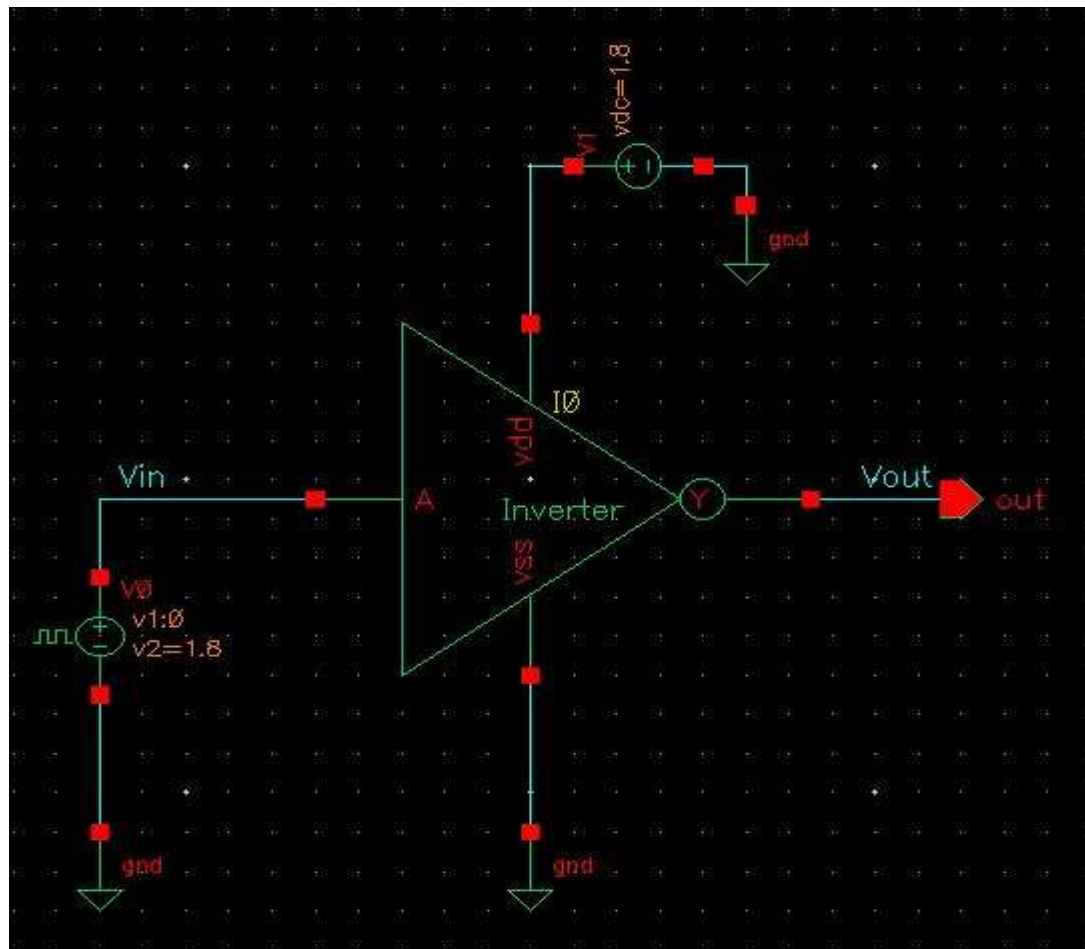 vdc=1.8
V1
gnd
I0
vdd
Vin
A
Inverter
Y
Vout
out
vss
V0
v1:0
v2=1.8
gnd
gnd